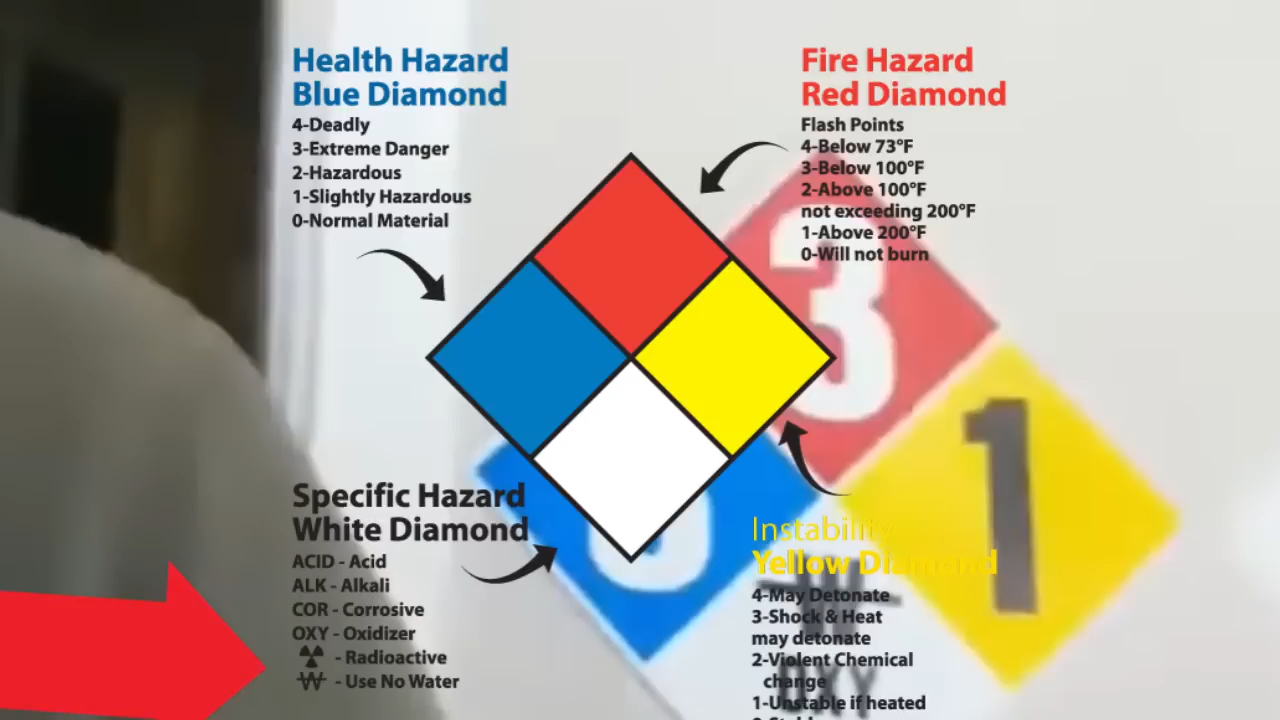 Health Hazard
Blue Diamond
4-Deadly
3-Extreme Danger
2-Hazardous
1-Slightly Hazardous
0-Normal Material
Fire Hazard
Red Diamond
Flash Points
4-Below 73°F
3-Below 100°F
2-Above 100°F
not exceeding 200°F
1-Above 200°F
0-Will not burn
3
1
Specific Hazard
White Diamond
ACID - Acid
ALK - Alkali
COR - Corrosive
OXY - Oxidizer
- Radioactive
W - Use No Water
Instability
Yellow Diamond
4-May Detonate
3-Shock & Heat
may detonate
2-Violent Chemical
change
1-Unstable if heated
W
OXY